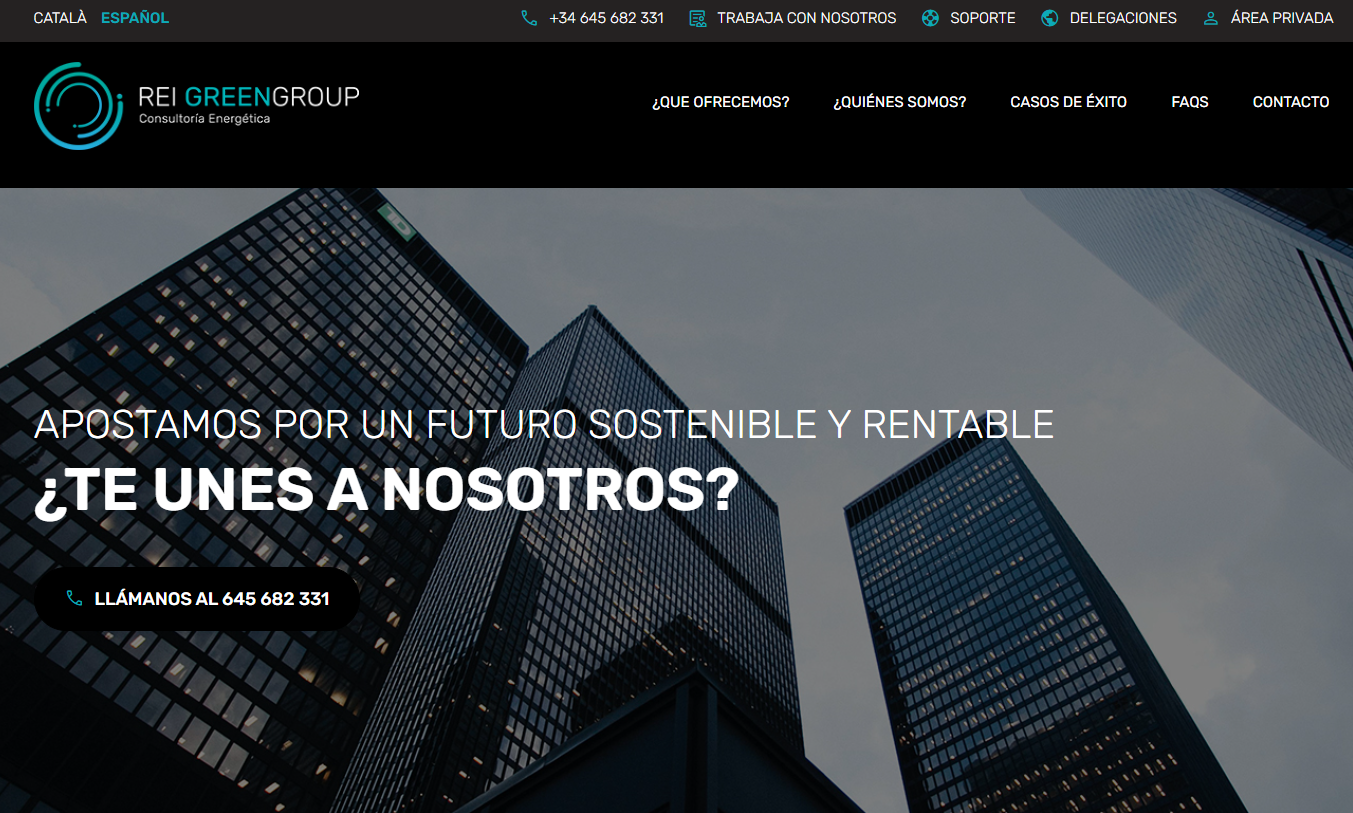 CATALÀ ESPAÑOL +34 645 682 331 TRABAJA CON NOSOTROS SOPORTE DELEGACIONES ÁREA PRIVADA
REI GREENGROUP
Consultoría Energética
¿QUE OFRECEMOS? ¿QUIÉNES SOMOS? CASOS DE ÉXITO FAQS CONTACTO
TD
APOSTAMOS POR UN FUTURO SOSTENIBLE Y RENTABLE
¿TE UNES A NOSOTROS?
LLÁMANOS AL 645 682 331